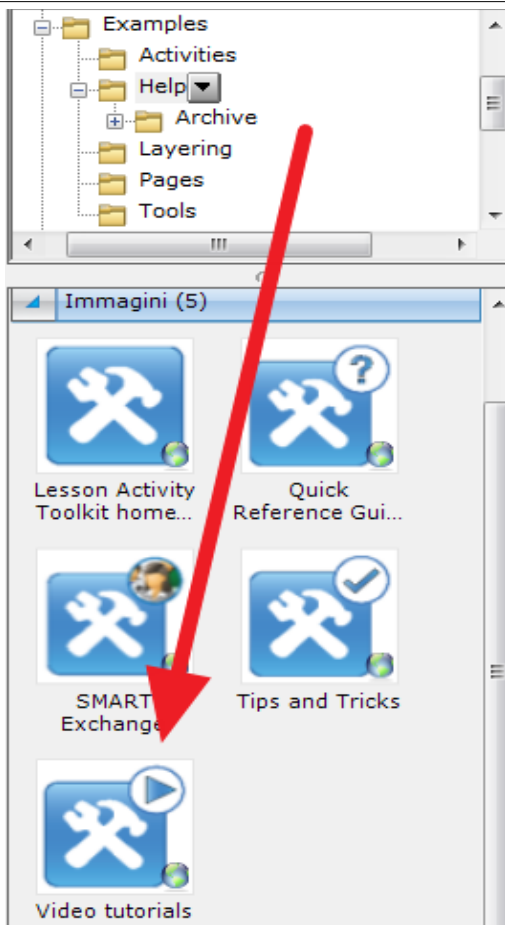 Examples
Activities
Help
Archive
Layering
Pages
Tools
Immagini (5)
Lesson Activity
Toolkit home...
Quick
Reference Gui...
SMART
Exchange
Tips and Tricks
Video tutorials